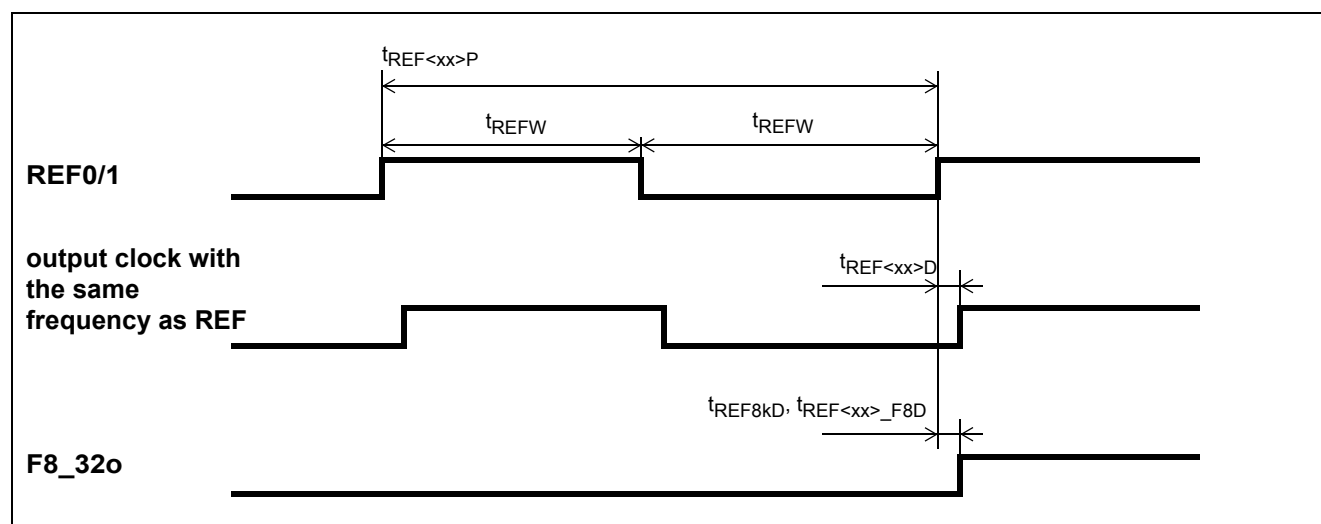 tREF<xx>P
tREFW
tREFW
REF0/1
output clock with
the same
frequency as REF
tREF<xx>D
tREF8kD, tREF<xx>_F8D
F8_32o